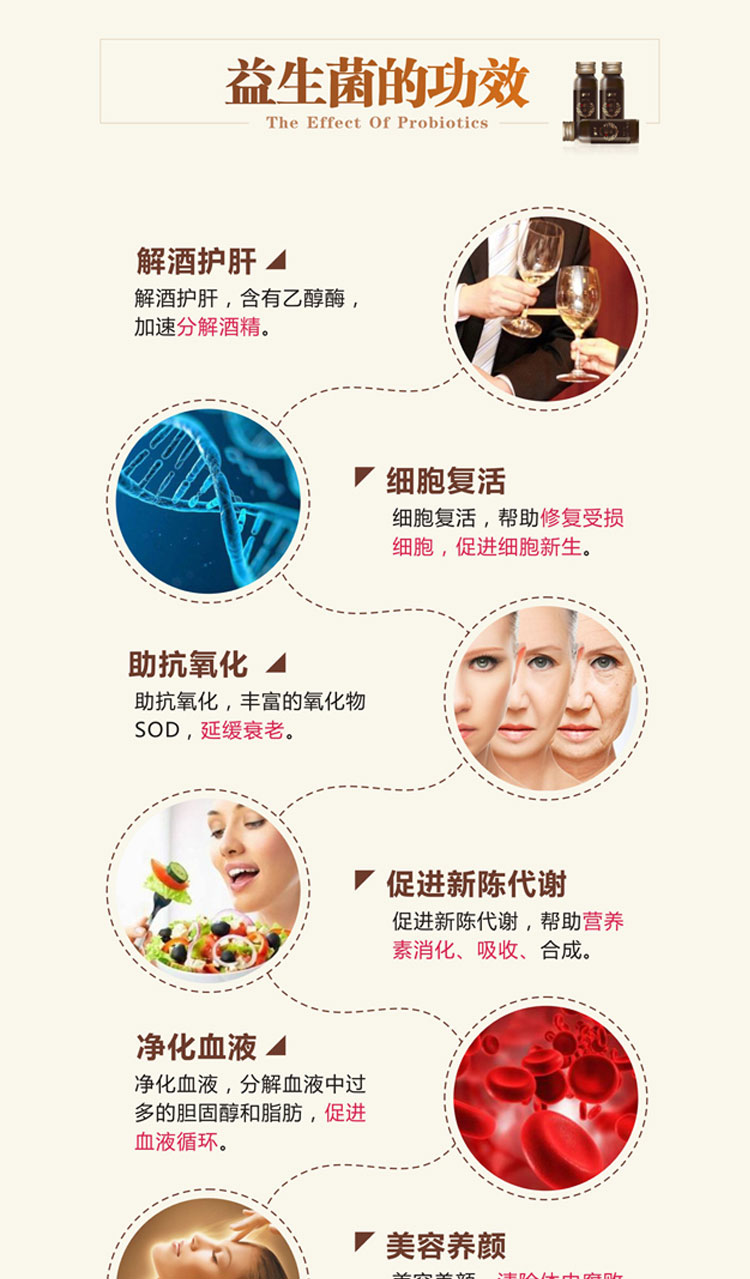 益生菌的功效
The Effect Of Probiotics
解酒护肝
解酒护肝，含有乙醇酶，
加速分解酒精。
细胞复活
细胞复活，帮助修复受损
细胞，促进细胞新生。
助抗氧化
助抗氧化，丰富的氧化物
SOD，延缓衰老。
促进新陈代谢
促进新陈代谢，帮助营养
素消化、吸收、合成。
净化血液
净化血液，分解血液中过
多的胆固醇和脂肪，促进
血液循环。
美容养颜